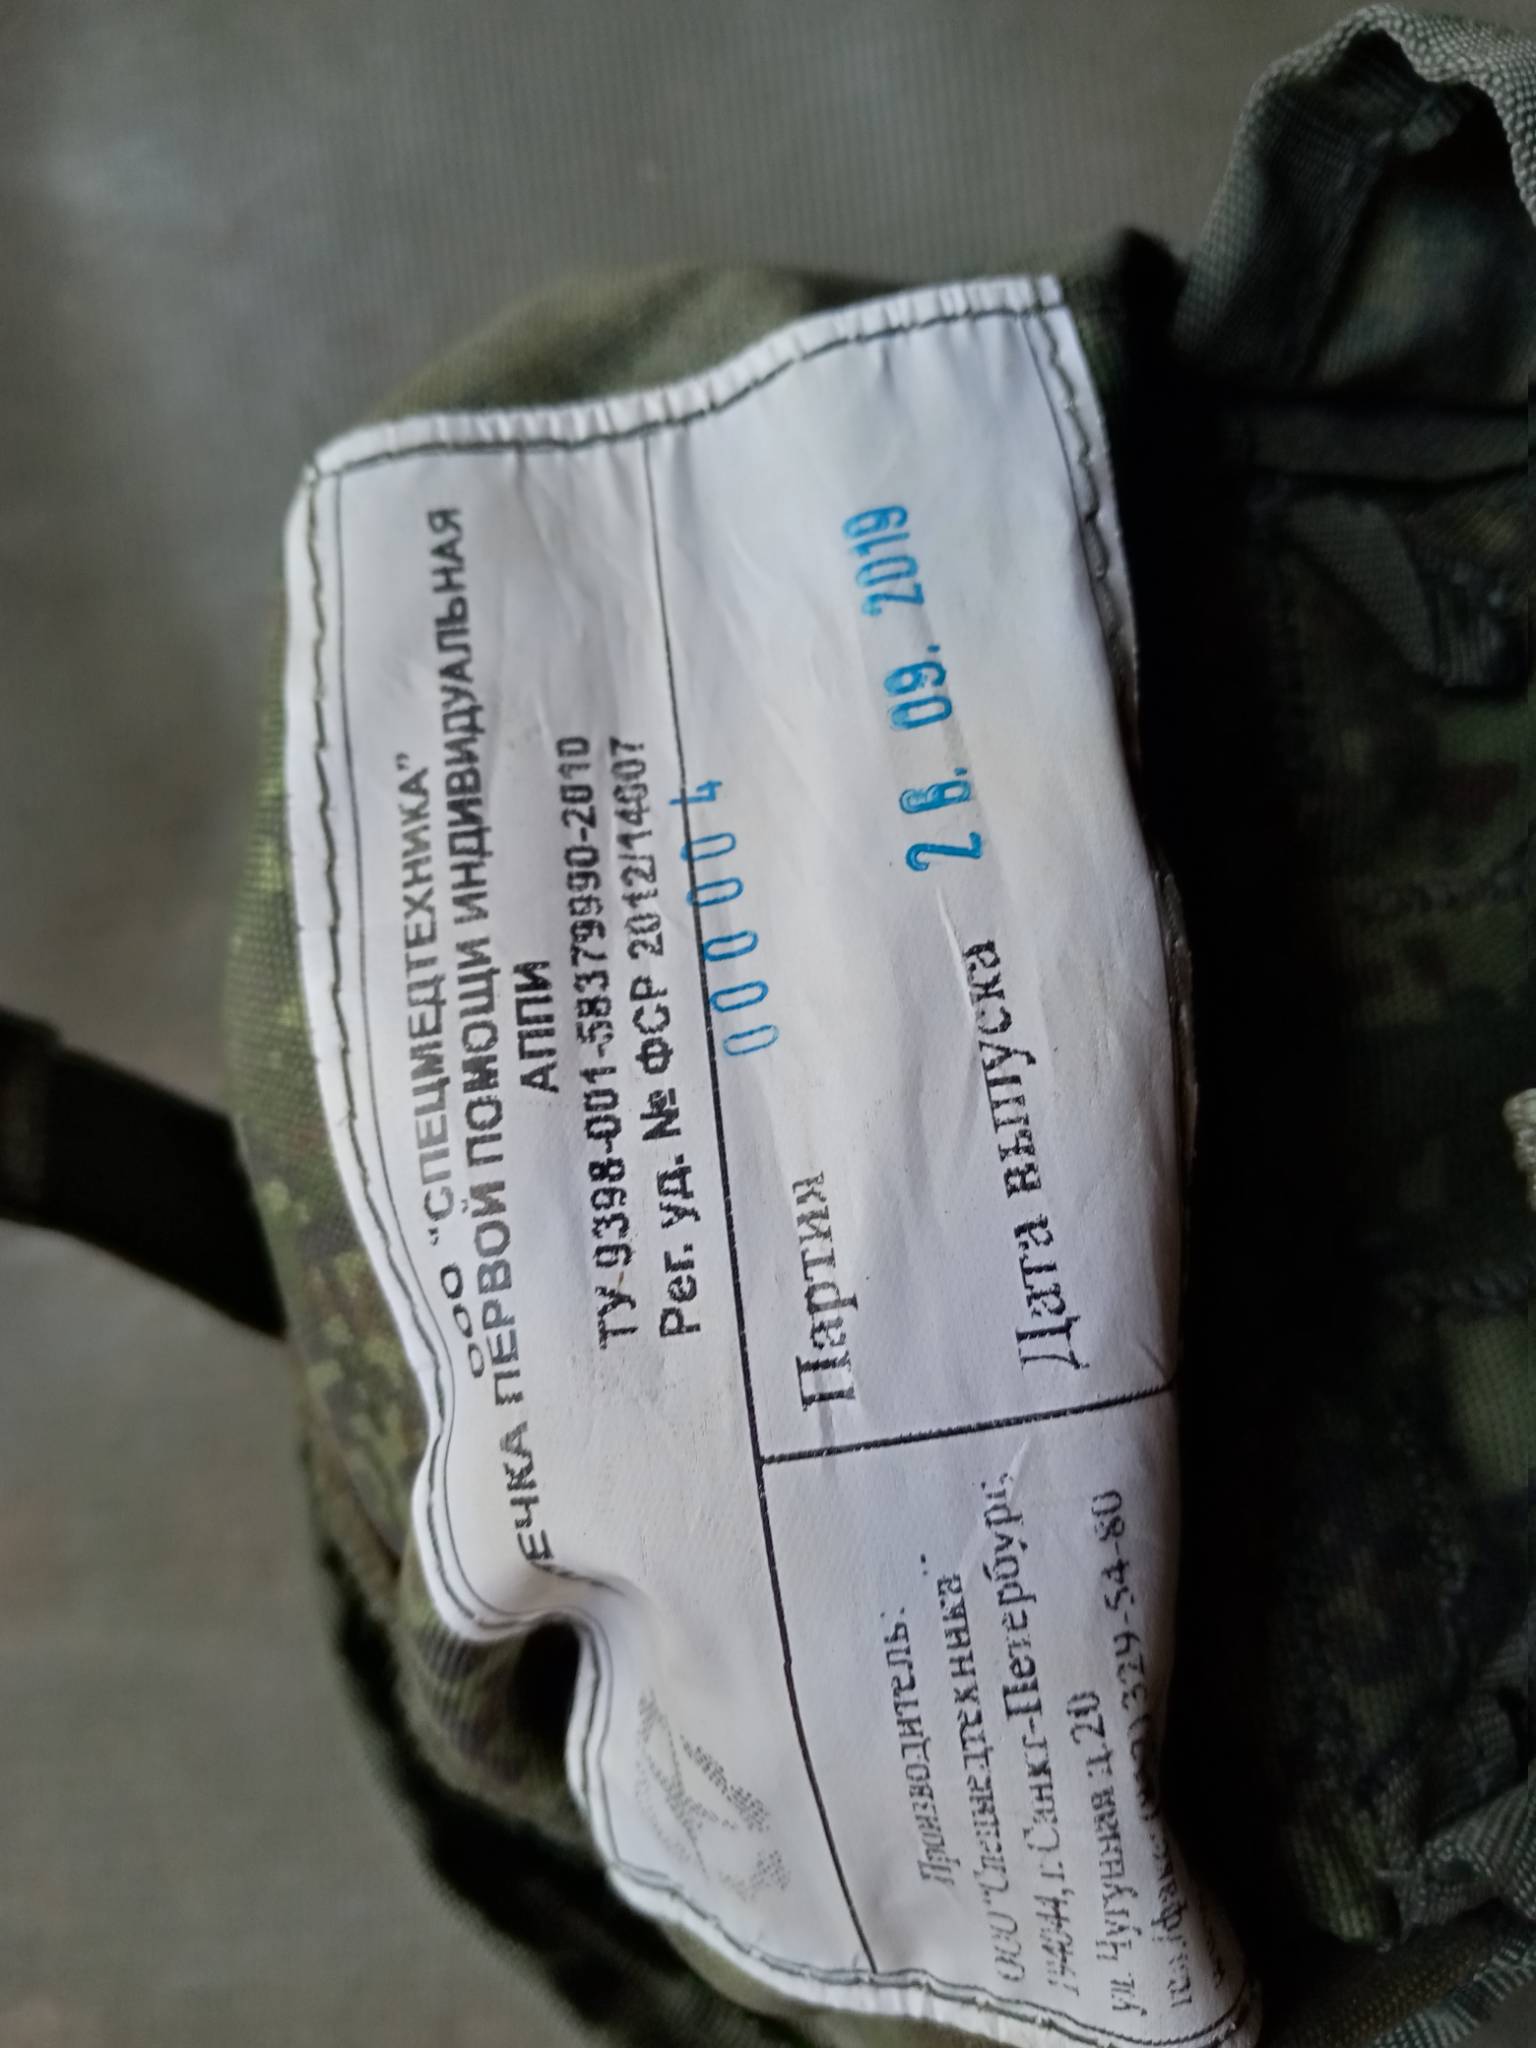 ООО "СПЕЦМЕДТЕХНИКА"
ЕЧКА ПЕРВОЙ ПОМОЩИ ИНДИВИДУАЛЬНАЯ
АППИ
ТУ 9398-001-58379990-2010
Рег. уд. № ФСР 2012/14007
Партия 000004
Дата выпуска 26. 09. 2019
Производитель:
ООО "Спецмедтехника"
г. Санкт-Петербург,
ул. Чугунная д. 20
329-54-80